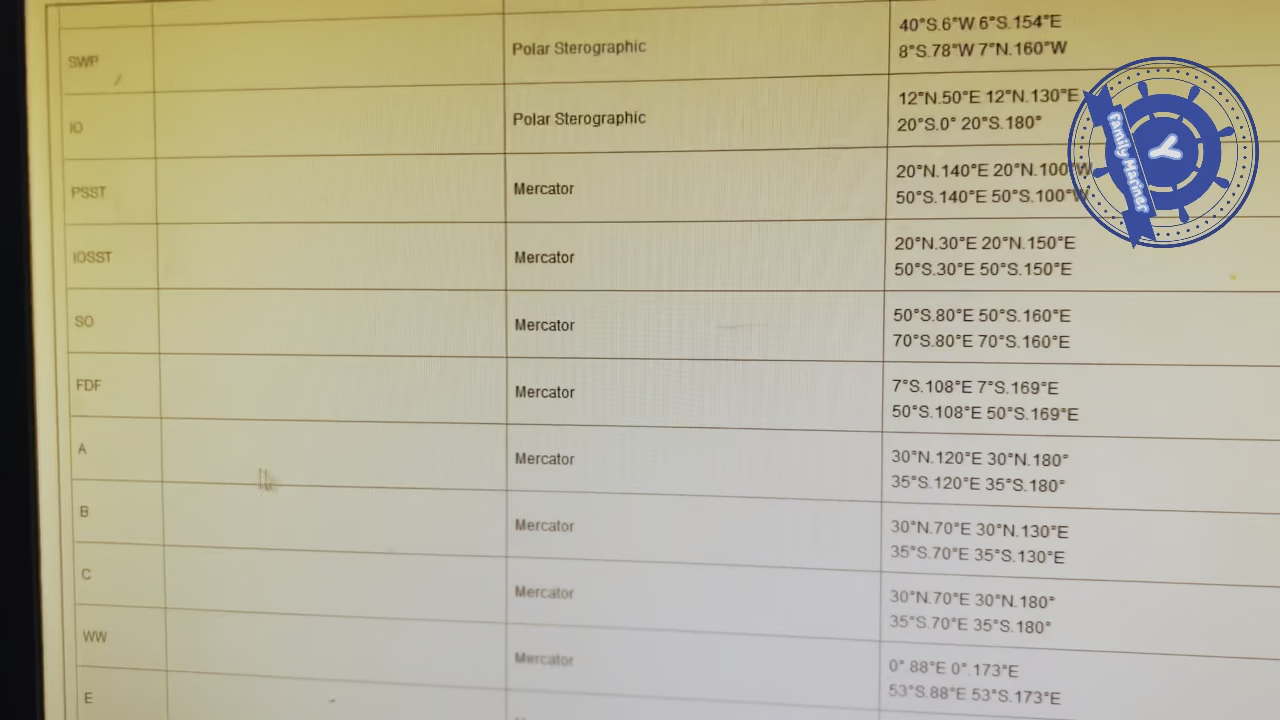 SWP Polar Sterographic 40°S.6°W 6°S.154°E
8°S.78°W 7°N.160°W
IO Polar Sterographic 12°N.50°E 12°N.130°E
20°S.0° 20°S.180°
PSST Mercator 20°N.140°E 20°N.100°W
50°S.140°E 50°S.100°W
IOSST Mercator 20°N.30°E 20°N.150°E
50°S.30°E 50°S.150°E
SO Mercator 50°S.80°E 50°S.160°E
70°S.80°E 70°S.160°E
FDF Mercator 7°S.108°E 7°S.169°E
50°S.108°E 50°S.169°E
A Mercator 30°N.120°E 30°N.180°
35°S.120°E 35°S.180°
B Mercator 30°N.70°E 30°N.130°E
35°S.70°E 35°S.130°E
C Mercator 30°N.70°E 30°N.180°
35°S.70°E 35°S.180°
WW Mercator 0° 88°E 0°.173°E
53°S.88°E 53°S.173°E
E
Family Mariner
Y